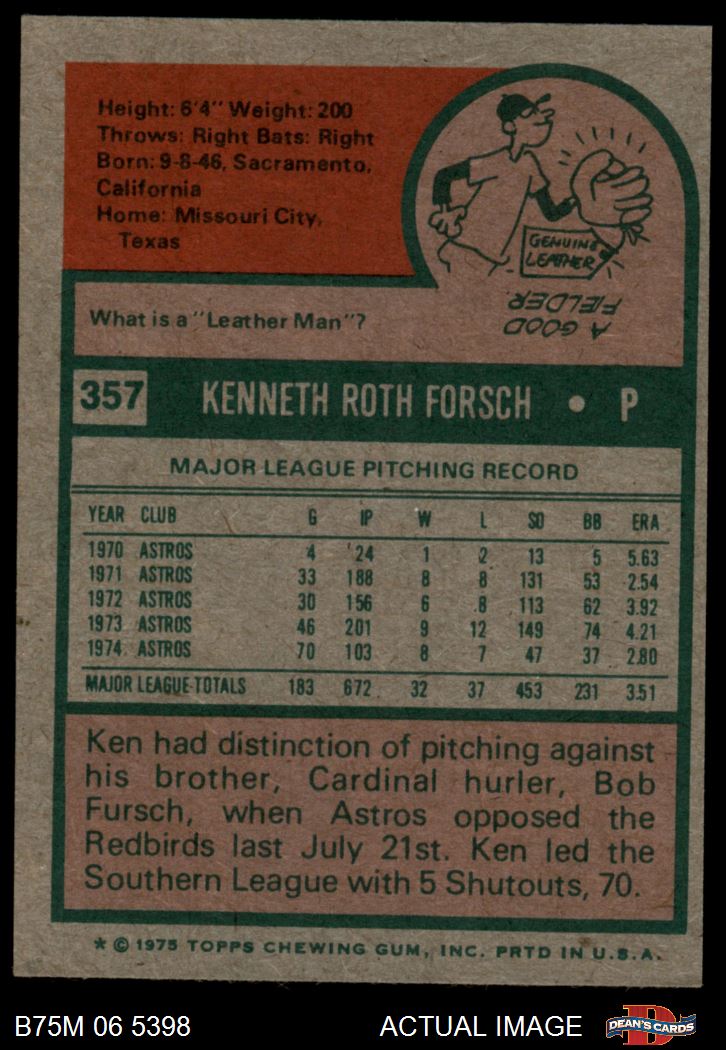 Height: 6'4" Weight: 200
Throws: Right Bats: Right
Born: 9-8-46, Sacramento,
California
Home: Missouri City,
Texas
GENUINE
LEATHER
A GOOD
FIELDER
What is a "Leather Man"?
357 KENNETH ROTH FORSCH • P
MAJOR LEAGUE PITCHING RECORD
YEAR CLUB G IP W L SO BB ERA
1970 ASTROS 4 24 1 2 13 5 5.63
1971 ASTROS 33 188 8 8 131 53 2.54
1972 ASTROS 30 156 6 8 113 62 3.92
1973 ASTROS 46 201 9 12 149 74 4.21
1974 ASTROS 70 103 8 7 47 37 2.80
MAJOR LEAGUE TOTALS 183 672 32 37 453 231 3.51
Ken had distinction of pitching against
his brother, Cardinal hurler, Bob
Fursch, when Astros opposed the
Redbirds last July 21st. Ken led the
Southern League with 5 Shutouts, 70.
* © 1975 TOPPS CHEWING GUM, INC. PRTD IN U.S.A.
B75M 06 5398 ACTUAL IMAGE DEAN'S CARDS